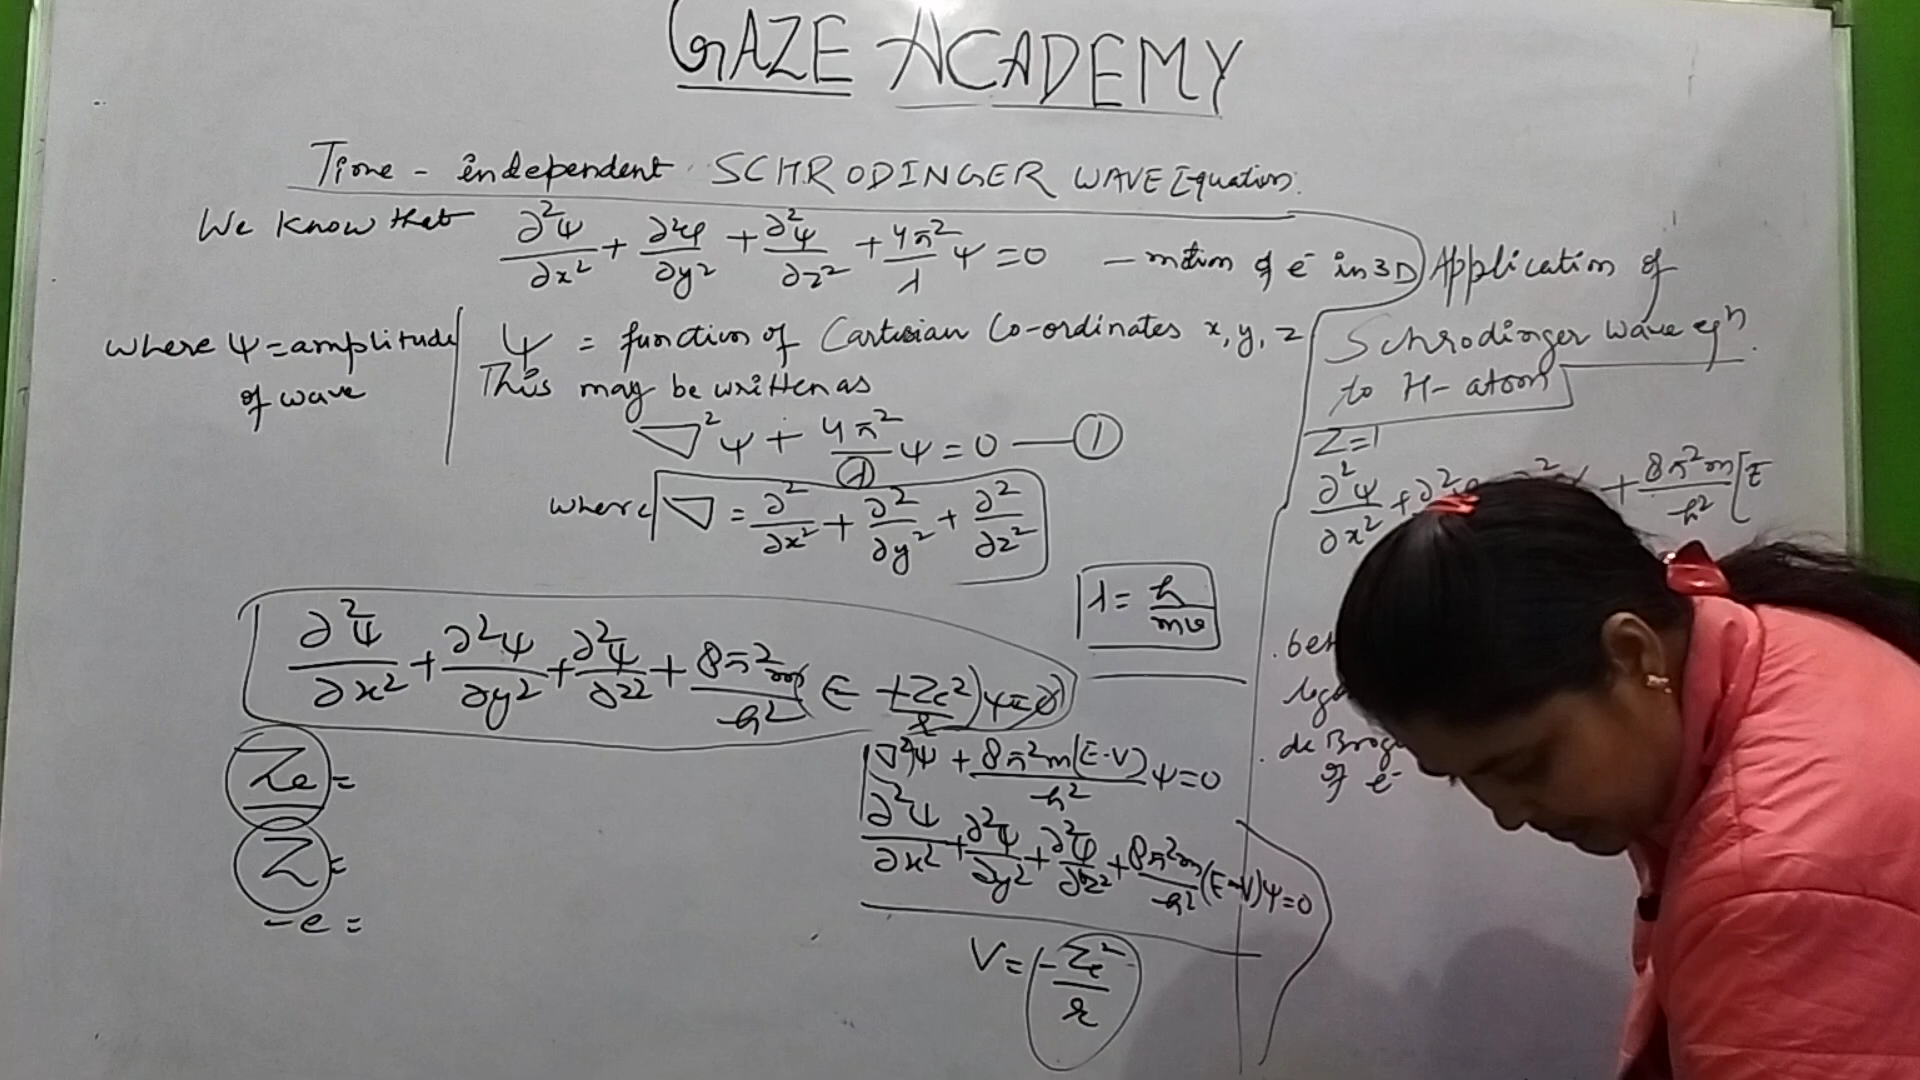 GAZE ACADEMY
Time - independent SCHRODINGER WAVE Equation.
We know that ∂²ψ/∂x² + ∂²ψ/∂y² + ∂²ψ/∂z² + 4π²/λ ψ = 0 — motion of e⁻ in 3D
where ψ = amplitude of wave
ψ = function of Cartesian Co-ordinates x, y, z
This may be written as
∇²ψ + 4π²/λ ψ = 0 — ①
where ∇ = ∂²/∂x² + ∂²/∂y² + ∂²/∂z²
λ = h/mv
∂²ψ/∂x² + ∂²ψ/∂y² + ∂²ψ/∂z² + 8π²m/h² (E + Ze²/r) ψ = 0
Ze =
Z =
-e =
∇²ψ + 8π²m(E-V)/h² ψ = 0
∂²ψ/∂x² + ∂²ψ/∂y² + ∂²ψ/∂z² + 8π²m/h² (E-V)ψ = 0
V = -Ze²/r
Application of
Schrodinger wave eqn.
to H- atom
Z=1
∂²ψ/∂x² + ∂² + 8π²m/h² [E
de
of e⁻